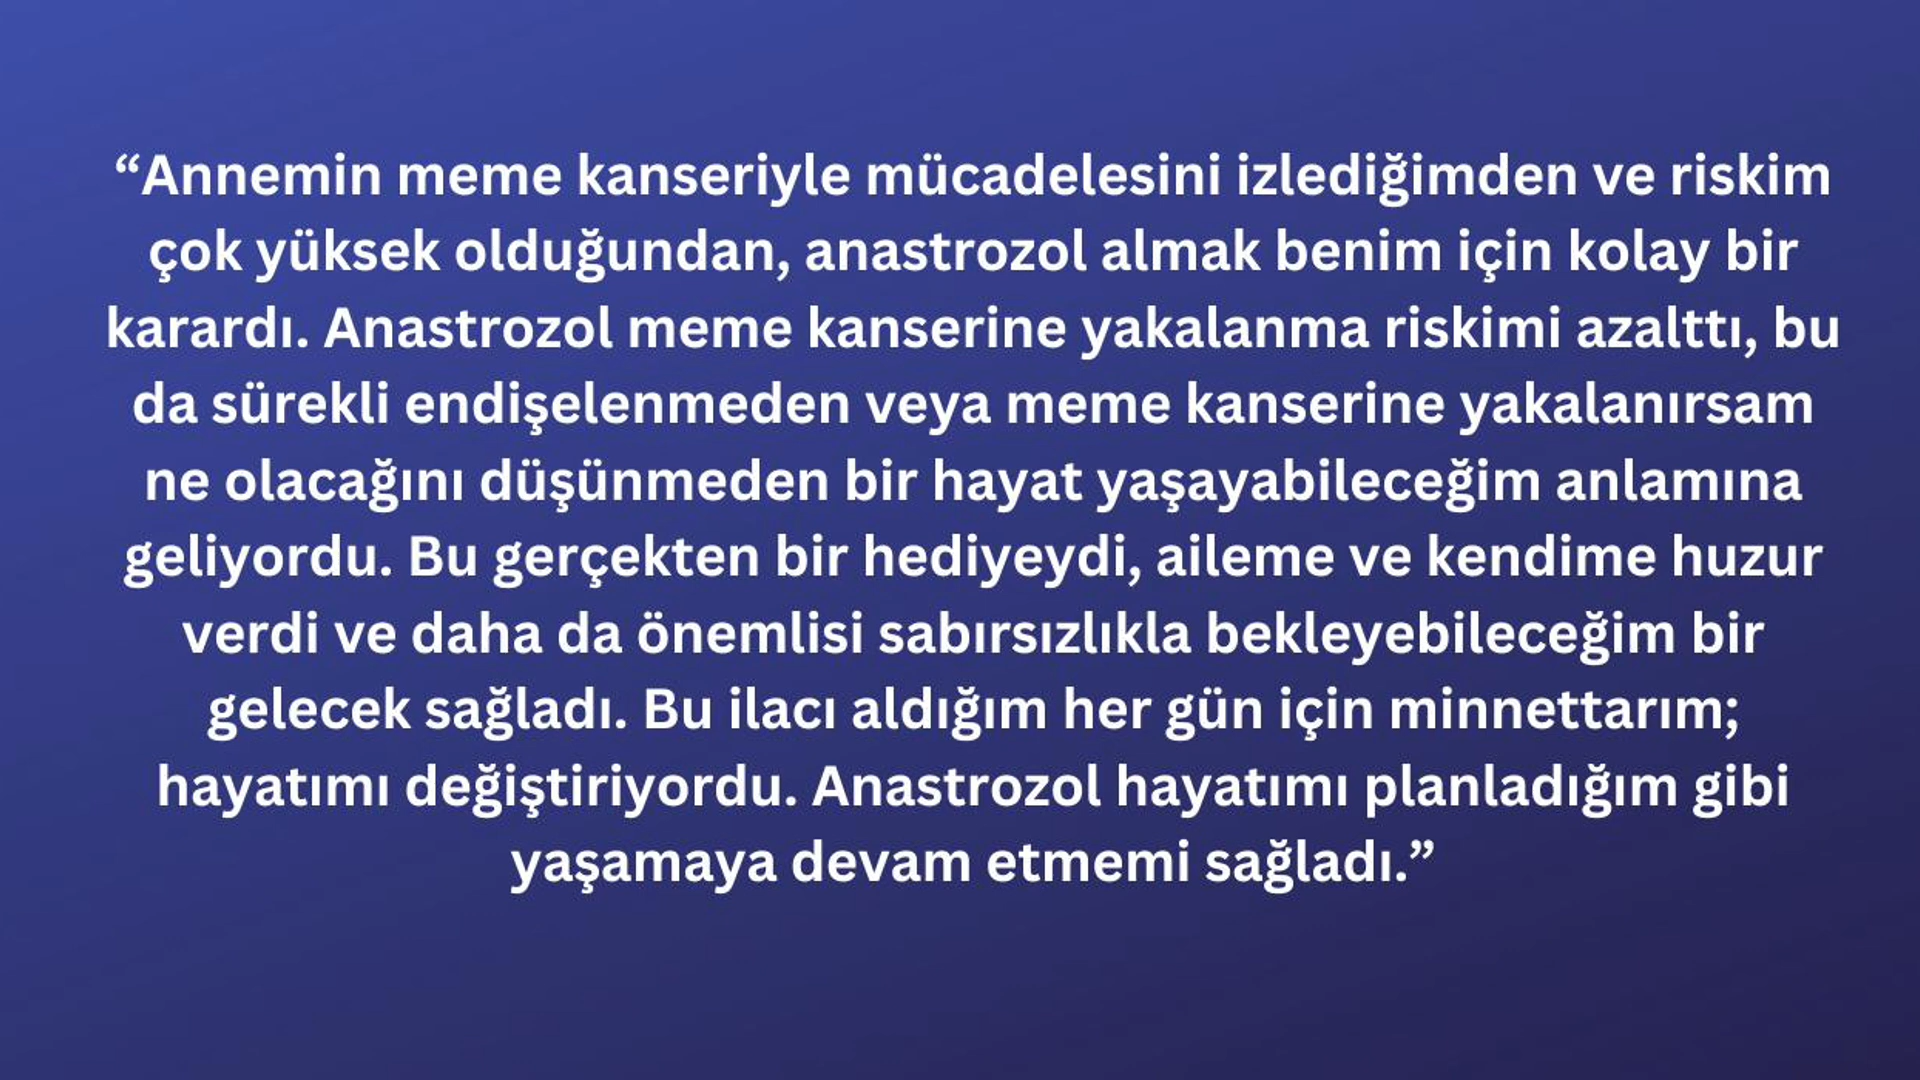 “Annemin meme kanseriyle mücadelesini izlediğimden ve riskim
çok yüksek olduğundan, anastrozol almak benim için kolay bir
karardı. Anastrozol meme kanserine yakalanma riskimi azalttı, bu
da sürekli endişelenmeden veya meme kanserine yakalanırsam
ne olacağını düşünmeden bir hayat yaşayabileceğim anlamına
geliyordu. Bu gerçekten bir hediyeydi, aileme ve kendime huzur
verdi ve daha da önemlisi sabırsızlıkla bekleyebileceğim bir
gelecek sağladı. Bu ilacı aldığım her gün için minnettarım;
hayatımı değiştiriyordu. Anastrozol hayatımı planladığım gibi
yaşamaya devam etmemi sağladı.”